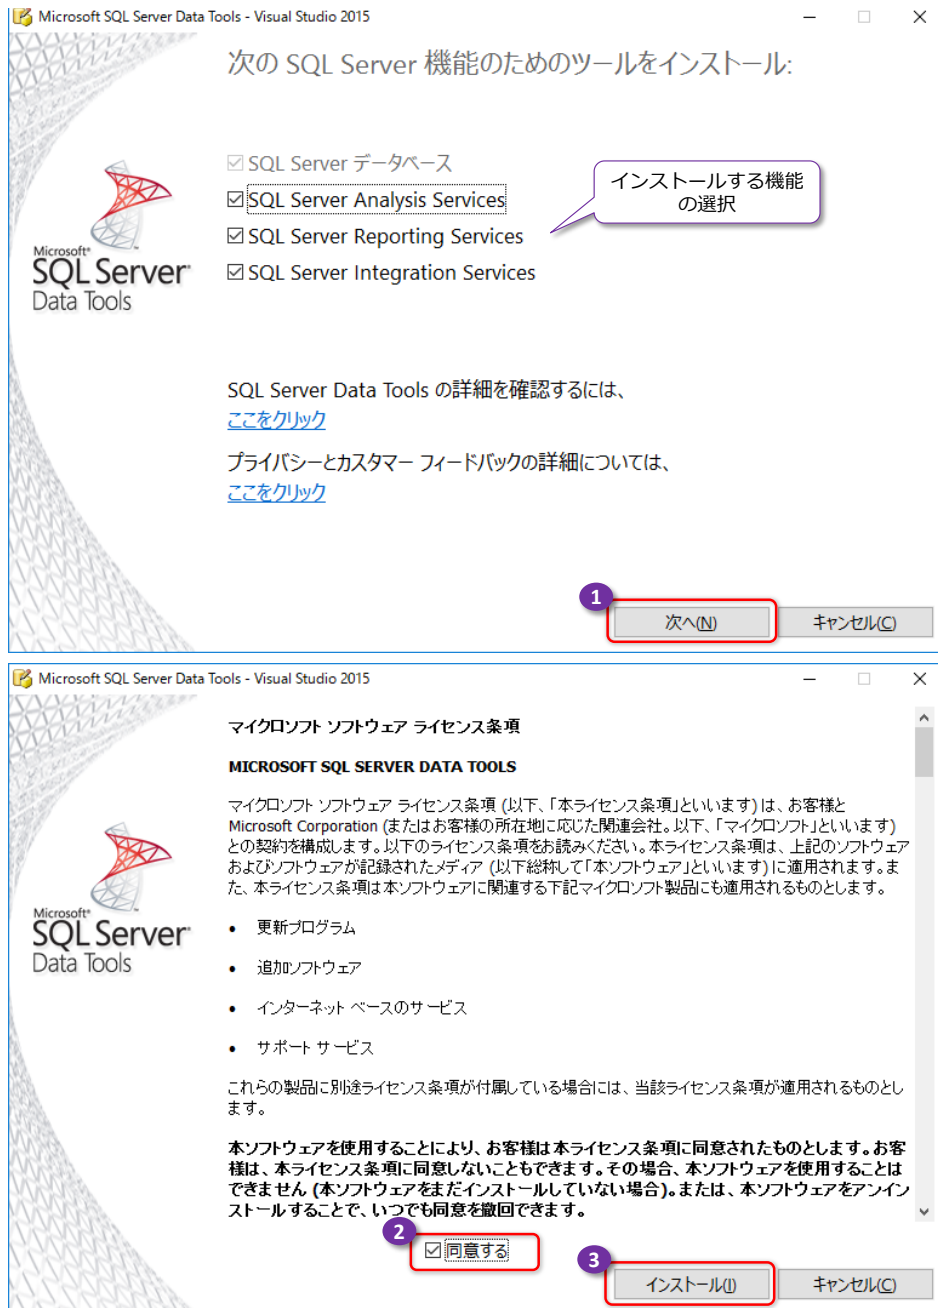 Microsoft SQL Server Data Tools - Visual Studio 2015
次の SQL Server 機能のためのツールをインストール:
SQL Server データベース
SQL Server Analysis Services
SQL Server Reporting Services
SQL Server Integration Services
インストールする機能
の選択
Microsoft
SQL Server
Data Tools
SQL Server Data Tools の詳細を確認するには、
ここをクリック
プライバシーとカスタマー フィードバックの詳細については、
ここをクリック
1
次へ(N)
キャンセル(C)
Microsoft SQL Server Data Tools - Visual Studio 2015
マイクロソフト ソフトウェア ライセンス条項
MICROSOFT SQL SERVER DATA TOOLS
マイクロソフト ソフトウェア ライセンス条項 (以下、「本ライセンス条項」といいます) は、お客様と
Microsoft Corporation (またはお客様の所在地に応じた関連会社。以下、「マイクロソフト」といいます)
との契約を構成します。以下のライセンス条項をお読みください。本ライセンス条項は、上記のソフトウェア
およびソフトウェアが記録されたメディア (以下総称して「本ソフトウェア」といいます) に適用されます。ま
た、本ライセンス条項は本ソフトウェアに関連する下記マイクロソフト製品にも適用されるものとします。
Microsoft
SQL Server
Data Tools
• 更新プログラム
• 追加ソフトウェア
• インターネット ベースのサービス
• サポート サービス
これらの製品に別途ライセンス条項が付属している場合には、当該ライセンス条項が適用されるものとし
ます。
本ソフトウェアを使用することにより、お客様は本ライセンス条項に同意されたものとします。お客
様は、本ライセンス条項に同意しないこともできます。その場合、本ソフトウェアを使用することは
できません (本ソフトウェアをまだインストールしていない場合)。または、本ソフトウェアをアンイン
ストールすることで、いつでも同意を撤回できます。
2
同意する
3
インストール(I)
キャンセル(C)